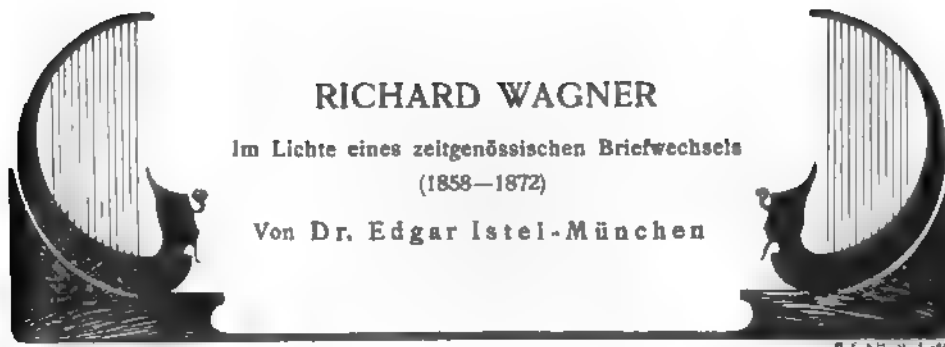 RICHARD WAGNER
Im Lichte eines zeitgenössischen Briefwechsels
(1858—1872)
Von Dr. Edgar Istel-München